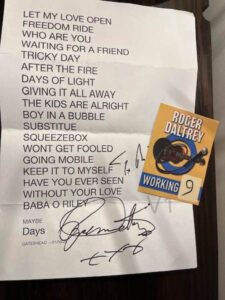 LET MY LOVE OPEN
FREEDOM RIDE
WHO ARE YOU
WAITING FOR A FRIEND
TRICKY DAY
AFTER THE FIRE
DAYS OF LIGHT
GIVING IT ALL AWAY
THE KIDS ARE ALRIGHT
BOY IN A BUBBLE
SUBSTITUE
SQUEEZEBOX
WONT GET FOOLED
GOING MOBILE
KEEP IT TO MYSELF
HAVE YOU EVER SEEN
WITHOUT YOUR LOVE
BABA O RILEY
MAYBE
Days
GATESHEAD
ROGER
DALTREY
WORKING
9